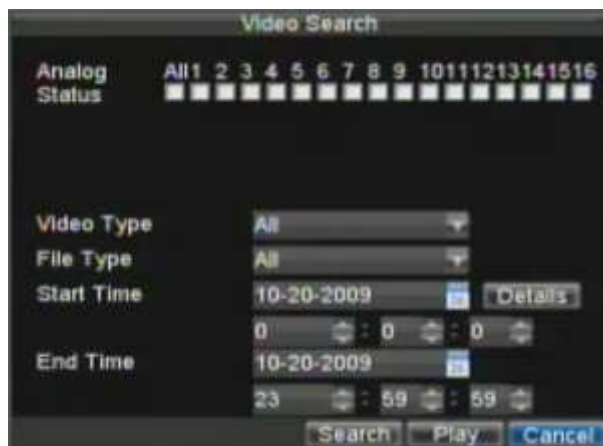 Video Search
Analog All 1 2 3 4 5 6 7 8 9 10 11 12 13 14 15 16
Status
Video Type All
File Type All
Start Time 10-20-2009 Details
0 : 0 : 0
End Time 10-20-2009
23 : 59 : 59
Search Play Cancel